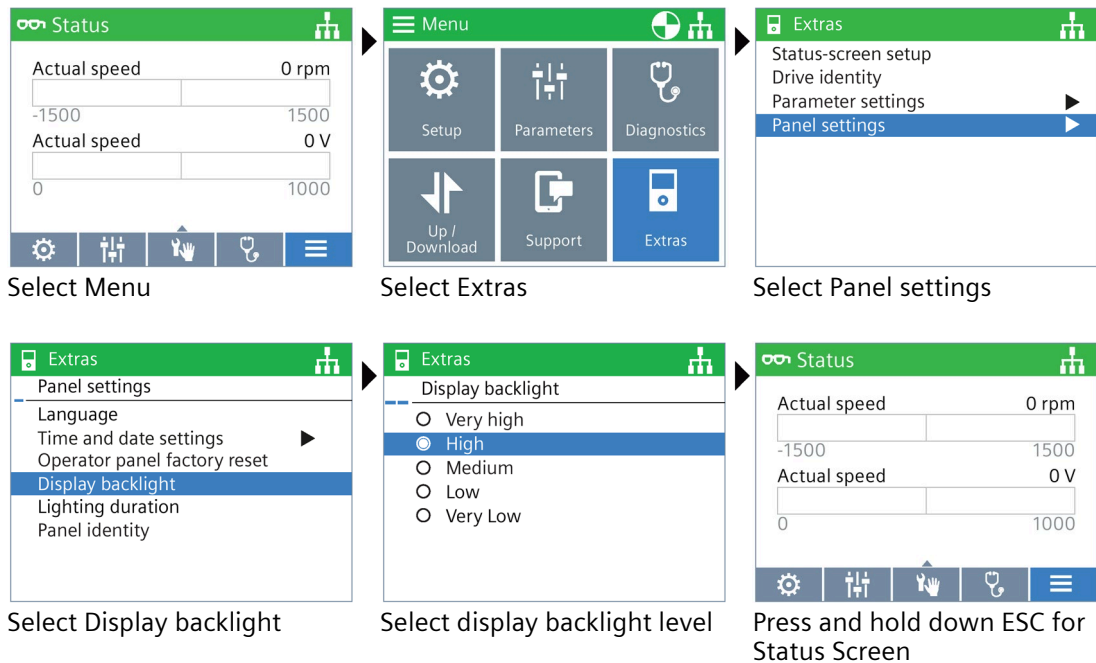 Status
Actual speed 0 rpm
-1500 1500
Actual speed 0 V
0 1000
Select Menu
Menu
Setup Parameters Diagnostics
Up /
Download Support Extras
Select Extras
Extras
Status-screen setup
Drive identity
Parameter settings
Panel settings
Select Panel settings
Extras
Panel settings
Language
Time and date settings
Operator panel factory reset
Display backlight
Lighting duration
Panel identity
Select Display backlight
Extras
Display backlight
Very high
High
Medium
Low
Very Low
Select display backlight level
Status
Actual speed 0 rpm
-1500 1500
Actual speed 0 V
0 1000
Press and hold down ESC for
Status Screen